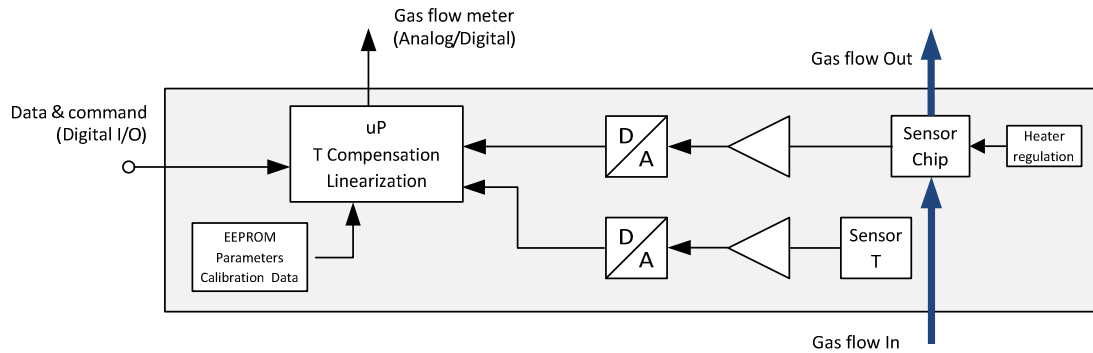 Gas flow meter
(Analog/Digital)
Gas flow Out
Data & command
(Digital I/O)
uP
T Compensation
Linearization
D
A
Sensor
Chip
Heater
regulation
EEPROM
Parameters
Calibration Data
D
A
Sensor
T
Gas flow In